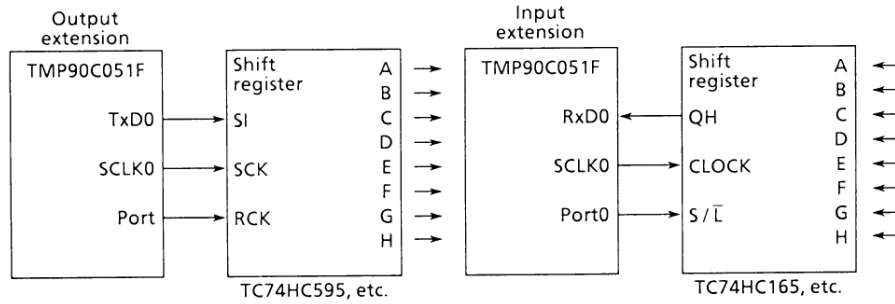 Output
extension
TMP90C051F
TxD0
SCLK0
Port
Shift
register
SI
SCK
RCK
A
B
C
D
E
F
G
H
TC74HC595, etc.
Input
extension
TMP90C051F
RxD0
SCLK0
Port0
Shift
register
QH
CLOCK
S / L̅
A
B
C
D
E
F
G
H
TC74HC165, etc.